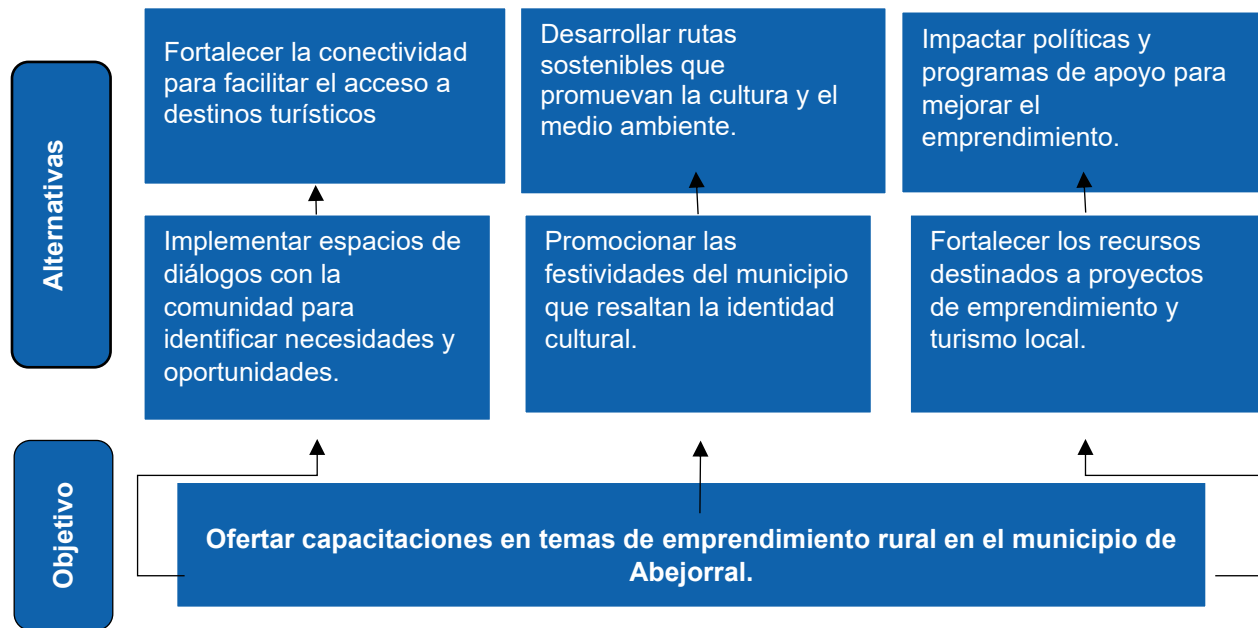 Alternativas
Fortalecer la conectividad
para facilitar el acceso a
destinos turísticos
Desarrollar rutas
sostenibles que
promuevan la cultura y el
medio ambiente.
Impactar políticas y
programas de apoyo para
mejorar el
emprendimiento.
Implementar espacios de
diálogos con la
comunidad para
identificar necesidades y
oportunidades.
Promocionar las
festividades del municipio
que resaltan la identidad
cultural.
Fortalecer los recursos
destinados a proyectos
de emprendimiento y
turismo local.
Objetivo
Ofertar capacitaciones en temas de emprendimiento rural en el municipio de
Abejorral.